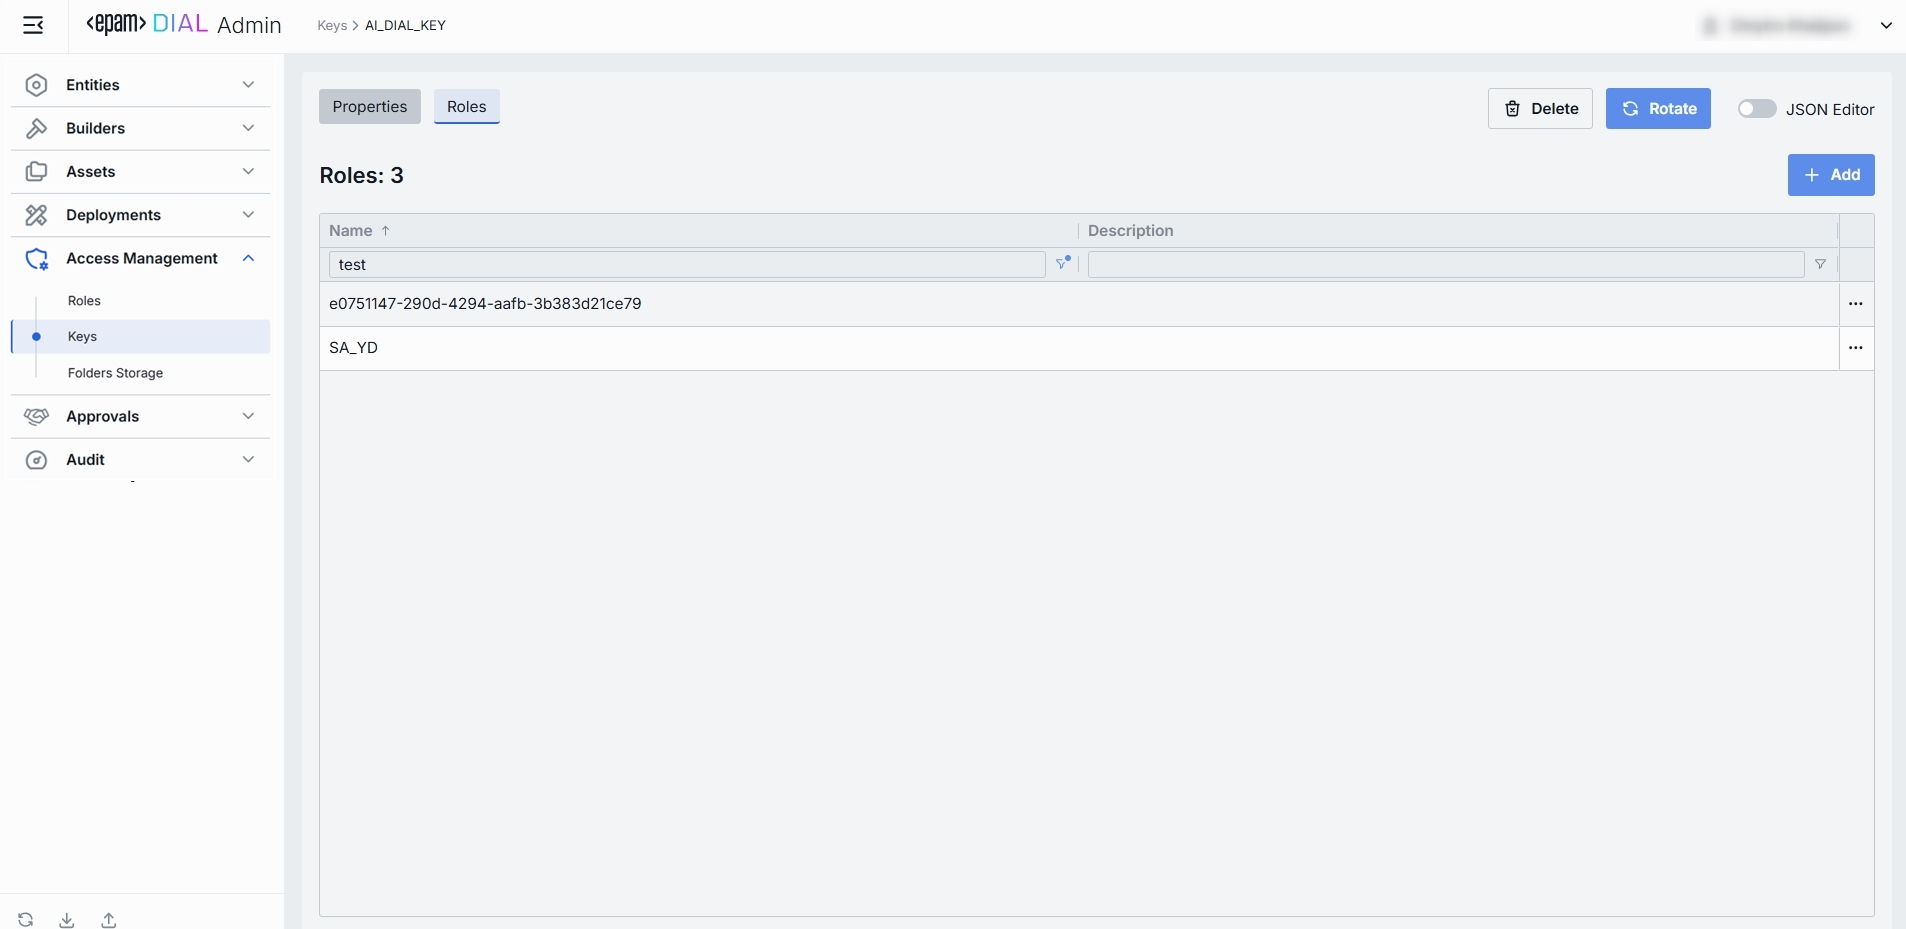 <epam> DIAL Admin
Keys > AI_DIAL_KEY
Entities
Builders
Assets
Deployments
Access Management
Roles
Keys
Folders Storage
Approvals
Audit
Properties
Roles
Delete
Rotate
JSON Editor
Roles: 3
Add
Name ↑
Description
test
e0751147-290d-4294-aafb-3b383d21ce79
SA_YD